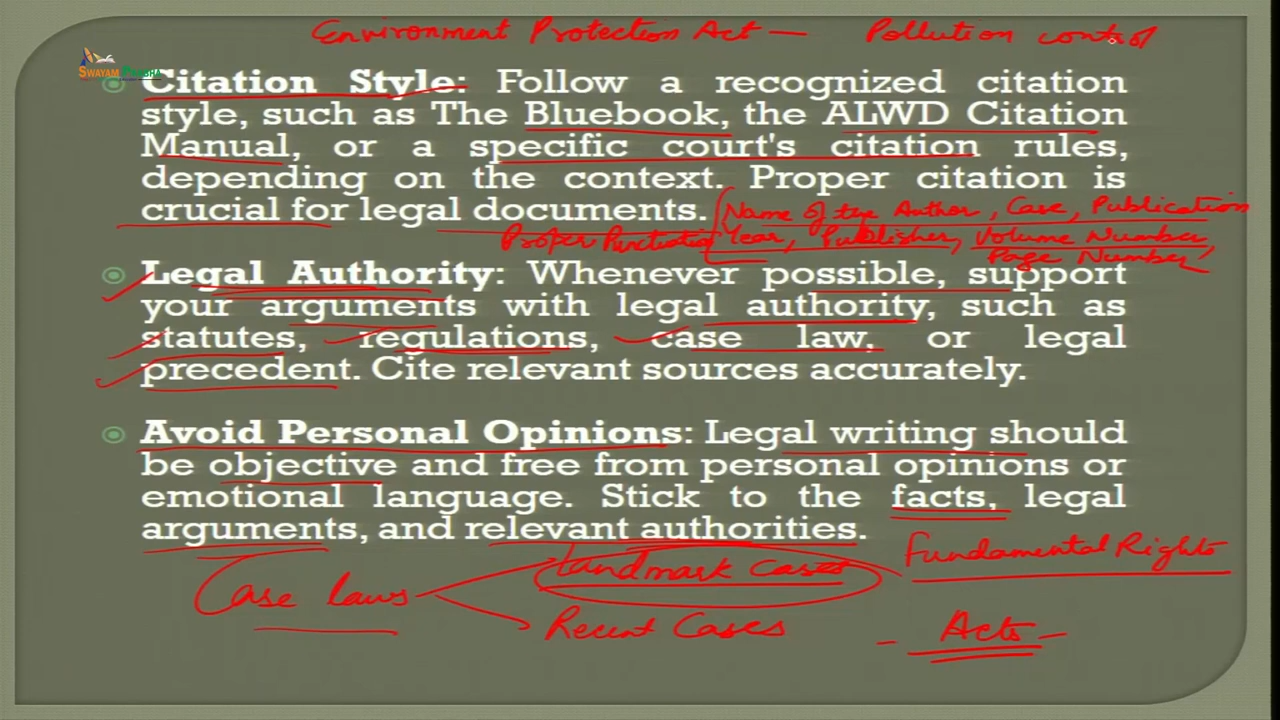 Environment Protection Act — Pollution control
SWAYAM PRABHA
Citation Style: Follow a recognized citation
style, such as The Bluebook, the ALWD Citation
Manual, or a specific court's citation rules,
depending on the context. Proper citation is
crucial for legal documents.
Name of the Author, Case, Publication
Proper Punctuation Year, Publisher, Volume Number,
Page Number
Legal Authority: Whenever possible, support
your arguments with legal authority, such as
statutes, regulations, case law, or legal
precedent. Cite relevant sources accurately.
Avoid Personal Opinions: Legal writing should
be objective and free from personal opinions or
emotional language. Stick to the facts, legal
arguments, and relevant authorities.
Fundamental Rights
Landmark Cases
Case laws
Recent Cases
- Acts -